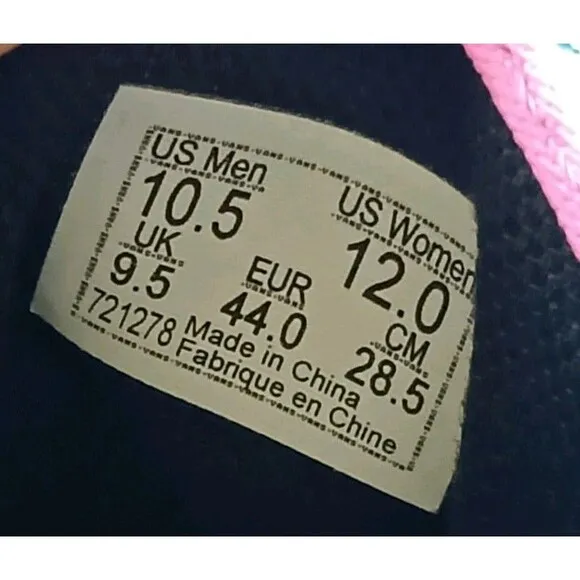 US Men US Women
10.5 12.0
UK EUR CM
9.5 44.0 28.5
721278 Made in China
Fabrique en Chine